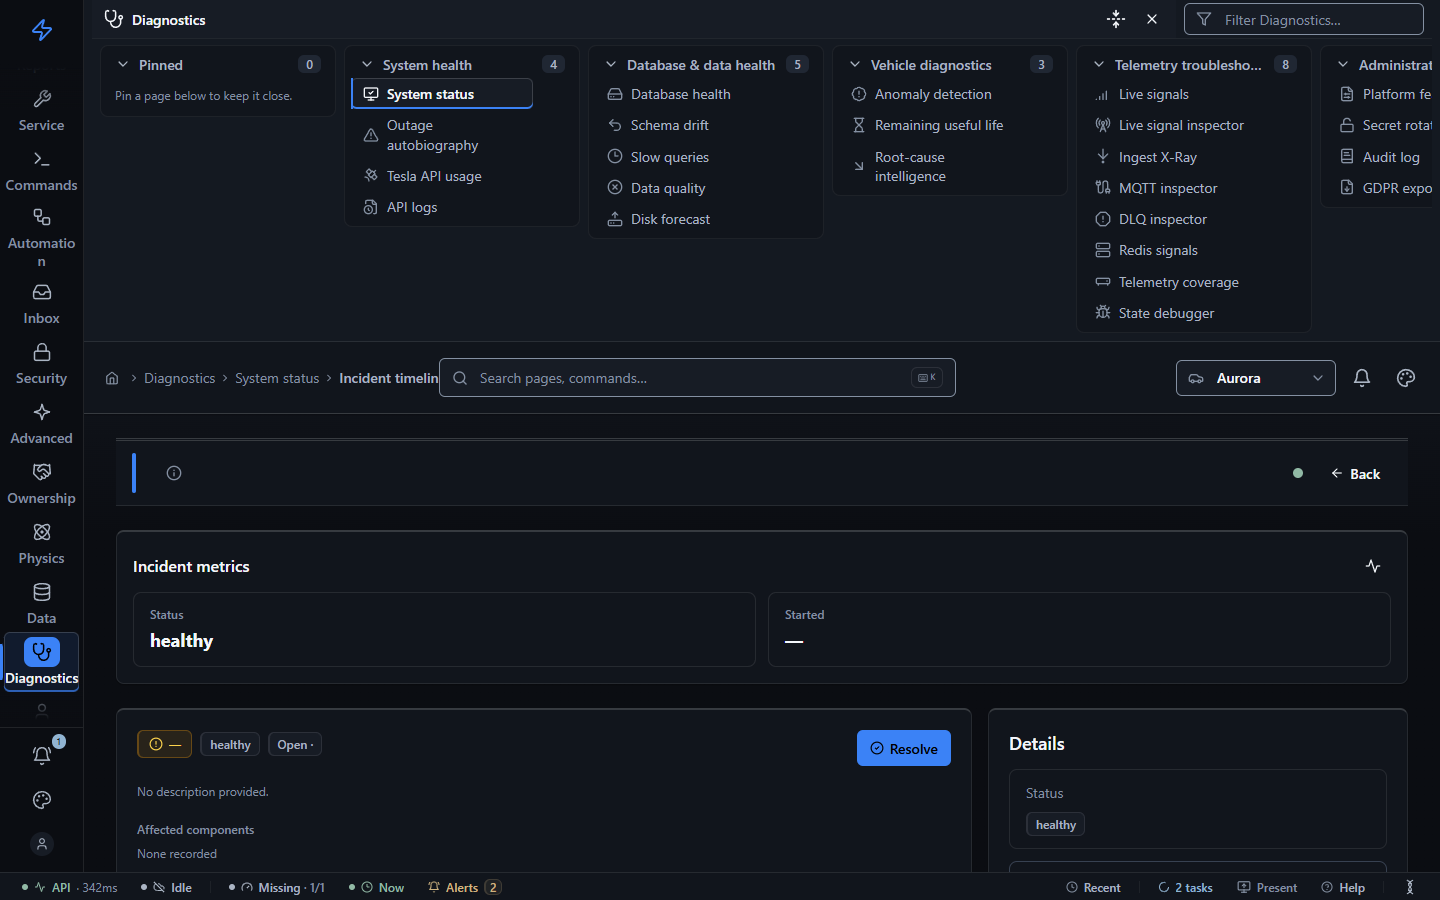 Diagnostics
Filter Diagnostics...
Service
Commands
Automatio
n
Inbox
Security
Advanced
Ownership
Physics
Data
Diagnostics
1
Pinned 0
Pin a page below to keep it close.
System health 4
System status
Outage
autobiography
Tesla API usage
API logs
Database & data health 5
Database health
Schema drift
Slow queries
Data quality
Disk forecast
Vehicle diagnostics 3
Anomaly detection
Remaining useful life
Root-cause
intelligence
Telemetry troublesho... 8
Live signals
Live signal inspector
Ingest X-Ray
MQTT inspector
DLQ inspector
Redis signals
Telemetry coverage
State debugger
Administrat
Platform fe
Secret rotat
Audit log
GDPR expo
Diagnostics
System status
Incident timelin
Search pages, commands...
K
Aurora
Back
Incident metrics
Status
healthy
Started
—
—
healthy
Open ·
Resolve
No description provided.
Affected components
None recorded
Details
Status
healthy
API · 342ms
Idle
Missing · 1/1
Now
Alerts 2
Recent
2 tasks
Present
Help